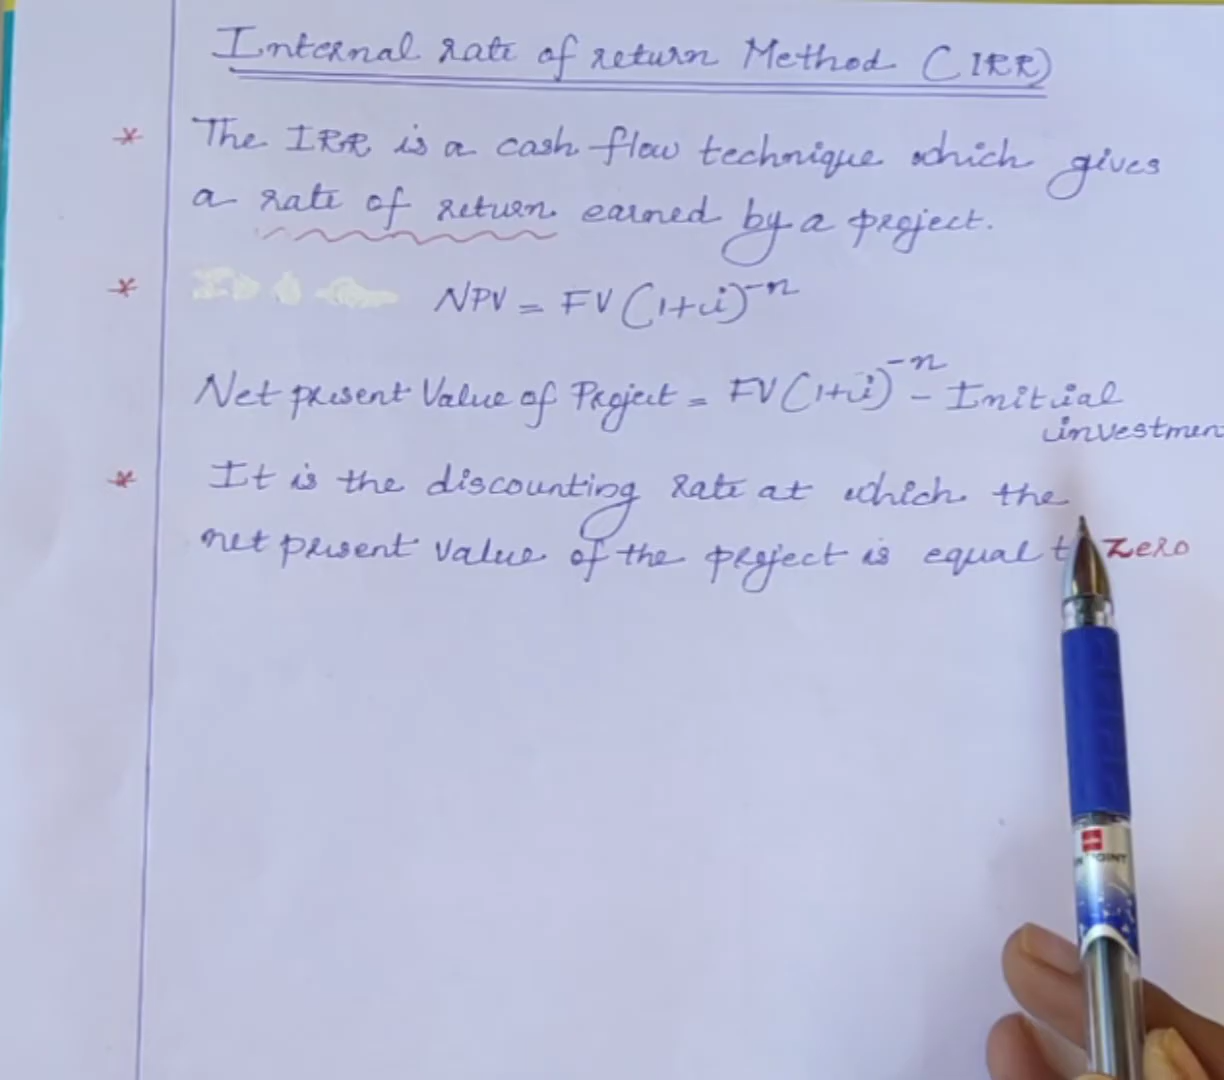 Internal rate of return Method (IRR)
* The IRR is a cash flow technique which gives
a rate of return earned by a project.
* NPV = FV(1+i)⁻ⁿ
Net present Value of Project = FV(1+i)⁻ⁿ - Initial
investmen
* It is the discounting rate at which the
net present value of the project is equal t zero